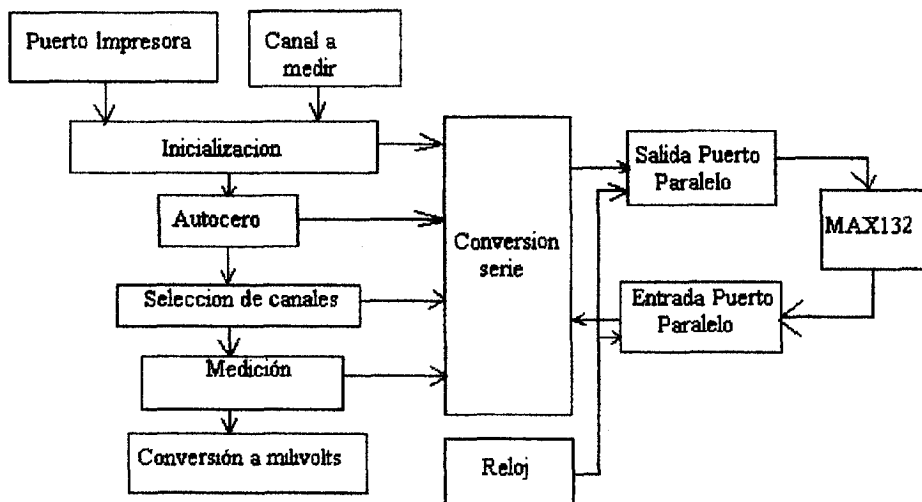 Puerto Impresora
Canal a
medir
Inicializacion
Autocero
Seleccion de canales
Medición
Conversión a milivolts
Conversion
serie
Reloj
Salida Puerto
Paralelo
MAX132
Entrada Puerto
Paralelo